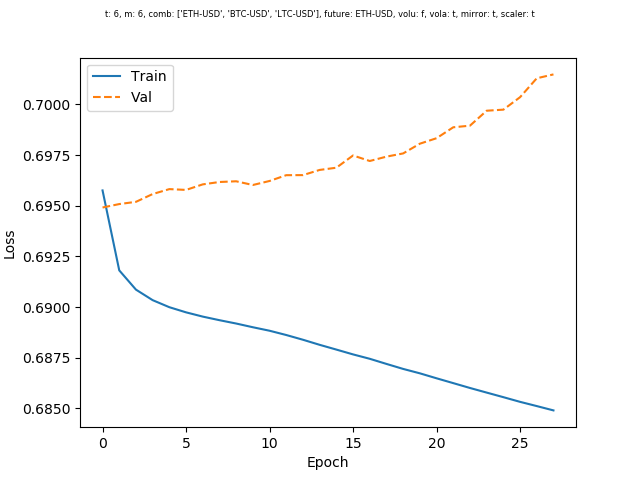 t: 6, m: 6, comb: ['ETH-USD', 'BTC-USD', 'LTC-USD'], future: ETH-USD, volu: f, vola: t, mirror: t, scaler: t
Train
Val
0.7000
0.6975
0.6950
0.6925
0.6900
0.6875
0.6850
Loss
0 5 10 15 20 25
Epoch